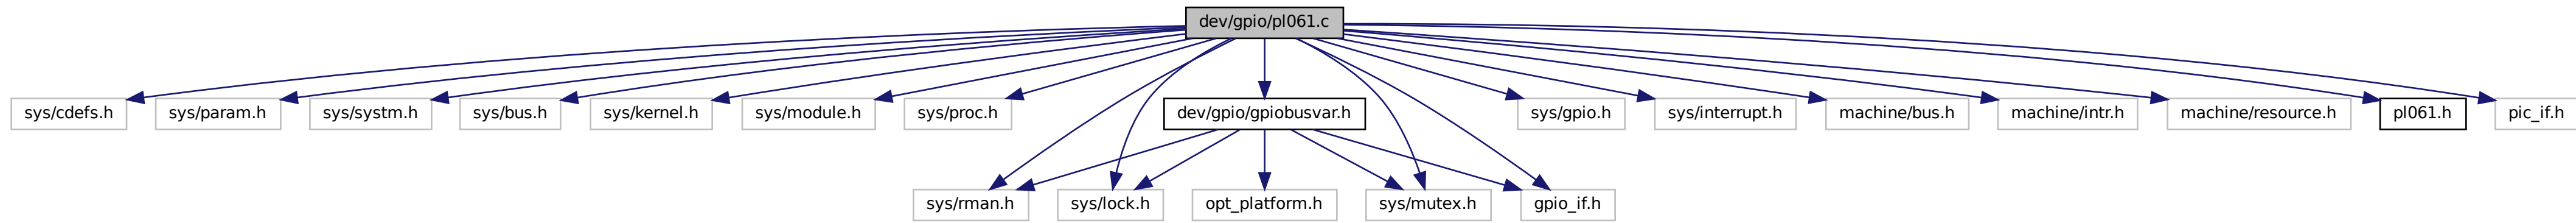 dev/gpio/pl061.c
sys/cdefs.h
sys/param.h
sys/systm.h
sys/bus.h
sys/kernel.h
sys/module.h
sys/proc.h
dev/gpio/gpiobusvar.h
sys/gpio.h
sys/interrupt.h
machine/bus.h
machine/intr.h
machine/resource.h
pl061.h
pic_if.h
sys/rman.h
sys/lock.h
opt_platform.h
sys/mutex.h
gpio_if.h